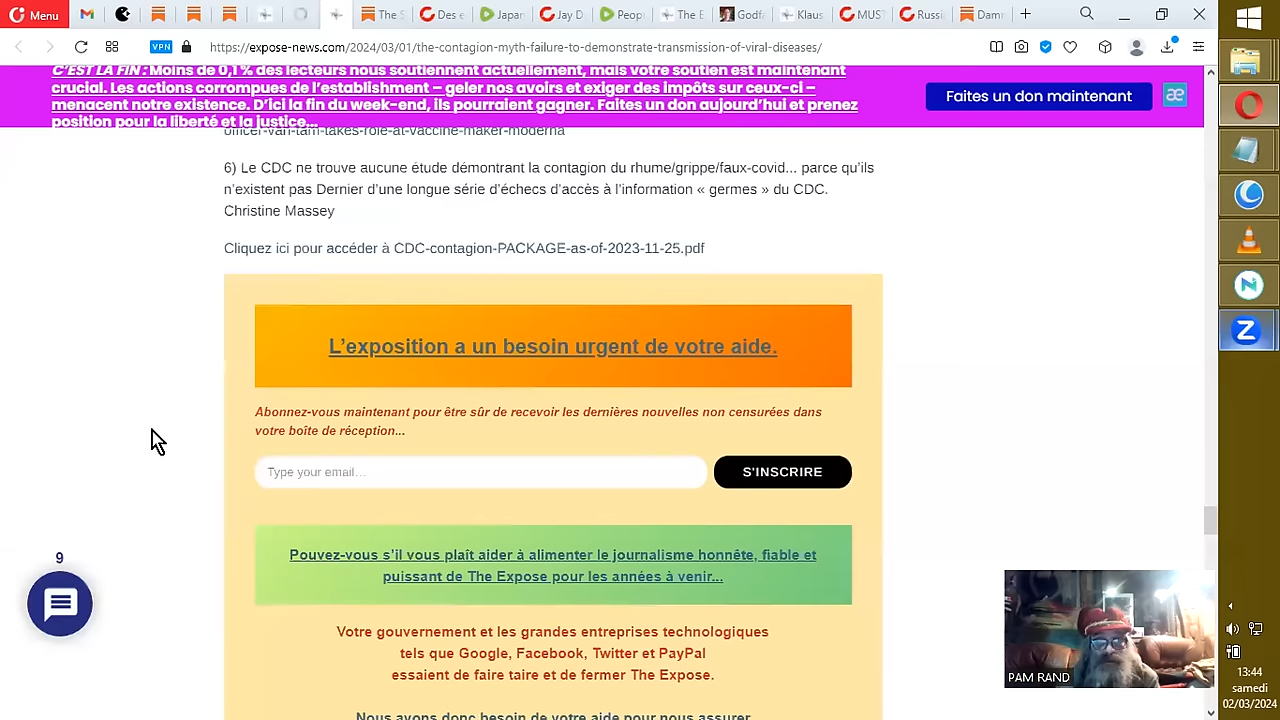 Menu
The S
Des e
Japan
Jay D
Peop
The E
Godf
Klaus
MUS
Russi
Damr
VPN
https://expose-news.com/2024/03/01/the-contagion-myth-failure-to-demonstrate-transmission-of-viral-diseases/
C'EST LA FIN : Moins de 0,1 % des lecteurs nous soutiennent actuellement, mais votre soutien est maintenant
crucial. Les actions corrompues de l'establishment – geler nos avoirs et exiger des impôts sur ceux-ci –
menacent notre existence. D'ici la fin du week-end, ils pourraient gagner. Faites un don aujourd'hui et prenez
position pour la liberté et la justice...
Faites un don maintenant
æ
officer-van-tam-takes-role-at-vaccine-maker-moderna
6) Le CDC ne trouve aucune étude démontrant la contagion du rhume/grippe/faux-covid... parce qu'ils
n'existent pas Dernier d'une longue série d'échecs d'accès à l'information « germes » du CDC.
Christine Massey
Cliquez ici pour accéder à CDC-contagion-PACKAGE-as-of-2023-11-25.pdf
L'exposition a un besoin urgent de votre aide.
Abonnez-vous maintenant pour être sûr de recevoir les dernières nouvelles non censurées dans
votre boîte de réception...
Type your email...
S'INSCRIRE
9
Pouvez-vous s'il vous plaît aider à alimenter le journalisme honnête, fiable et
puissant de The Expose pour les années à venir...
Votre gouvernement et les grandes entreprises technologiques
tels que Google, Facebook, Twitter et PayPal
essaient de faire taire et de fermer The Expose.
Nous avons donc besoin de votre aide pour nous assurer
PAM RAND
13:44
samedi
02/03/2024